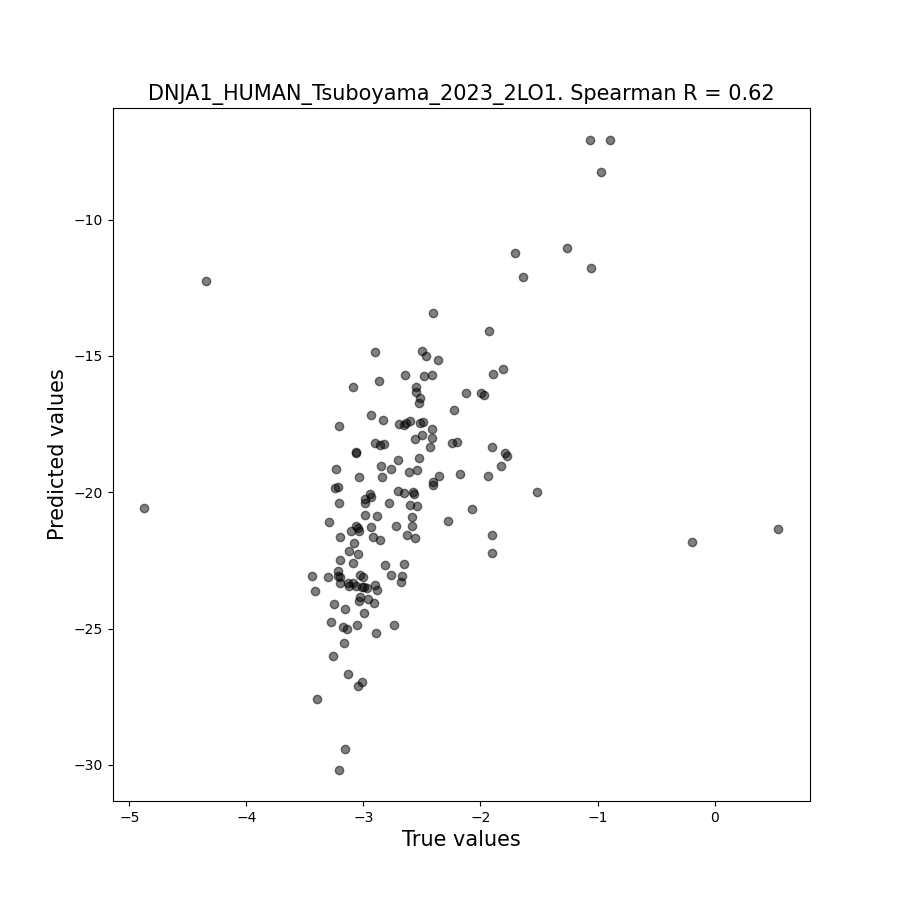 DNJA1_HUMAN_Tsuboyama_2023_2LO1. Spearman R = 0.62
Predicted values
−10
−15
−20
−25
−30
−5 −4 −3 −2 −1 0
True values